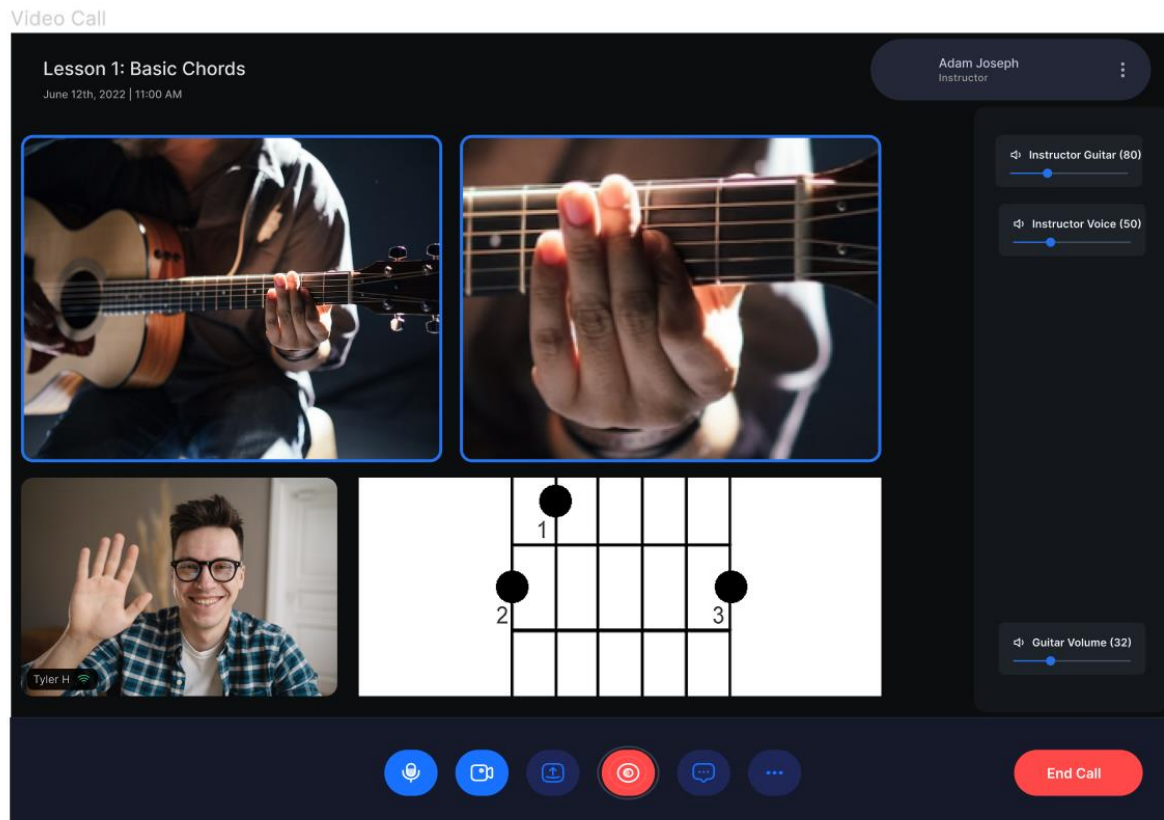 Video Call
Lesson 1: Basic Chords
June 12th, 2022 | 11:00 AM
Adam Joseph
Instructor
Instructor Guitar (80)
Instructor Voice (50)
1
2
3
Tyler H
Guitar Volume (32)
End Call